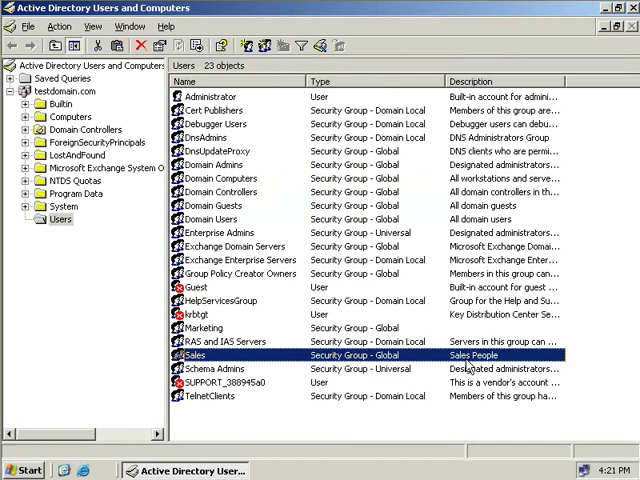 Active Directory Users and Computers
File Action View Window Help
Active Directory Users and Computers
Saved Queries
testdomain.com
Builtin
Computers
Domain Controllers
ForeignSecurityPrincipals
LostAndFound
Microsoft Exchange System O
NTDS Quotas
Program Data
System
Users
Users 23 objects
Name Type Description
Administrator User Built-in account for admini...
Cert Publishers Security Group - Domain Local Members of this group are...
Debugger Users Security Group - Domain Local Debugger users can debu...
DnsAdmins Security Group - Domain Local DNS Administrators Group
DnsUpdateProxy Security Group - Global DNS clients who are permi...
Domain Admins Security Group - Global Designated administrators...
Domain Computers Security Group - Global All workstations and serve...
Domain Controllers Security Group - Global All domain controllers in th...
Domain Guests Security Group - Global All domain guests
Domain Users Security Group - Global All domain users
Enterprise Admins Security Group - Universal Designated administrators...
Exchange Domain Servers Security Group - Global Microsoft Exchange Domai...
Exchange Enterprise Servers Security Group - Domain Local Microsoft Exchange Enterp...
Group Policy Creator Owners Security Group - Global Members in this group can...
Guest User Built-in account for guest ...
HelpServicesGroup Security Group - Domain Local Group for the Help and Su...
krbtgt User Key Distribution Center Se...
Marketing Security Group - Global
RAS and IAS Servers Security Group - Domain Local Servers in this group can ...
Sales Security Group - Global Sales People
Schema Admins Security Group - Universal Designated administrators...
SUPPORT_388945a0 User This is a vendor's account ...
TelnetClients Security Group - Domain Local Members of this group ha...
Start Active Directory User... 4:21 PM